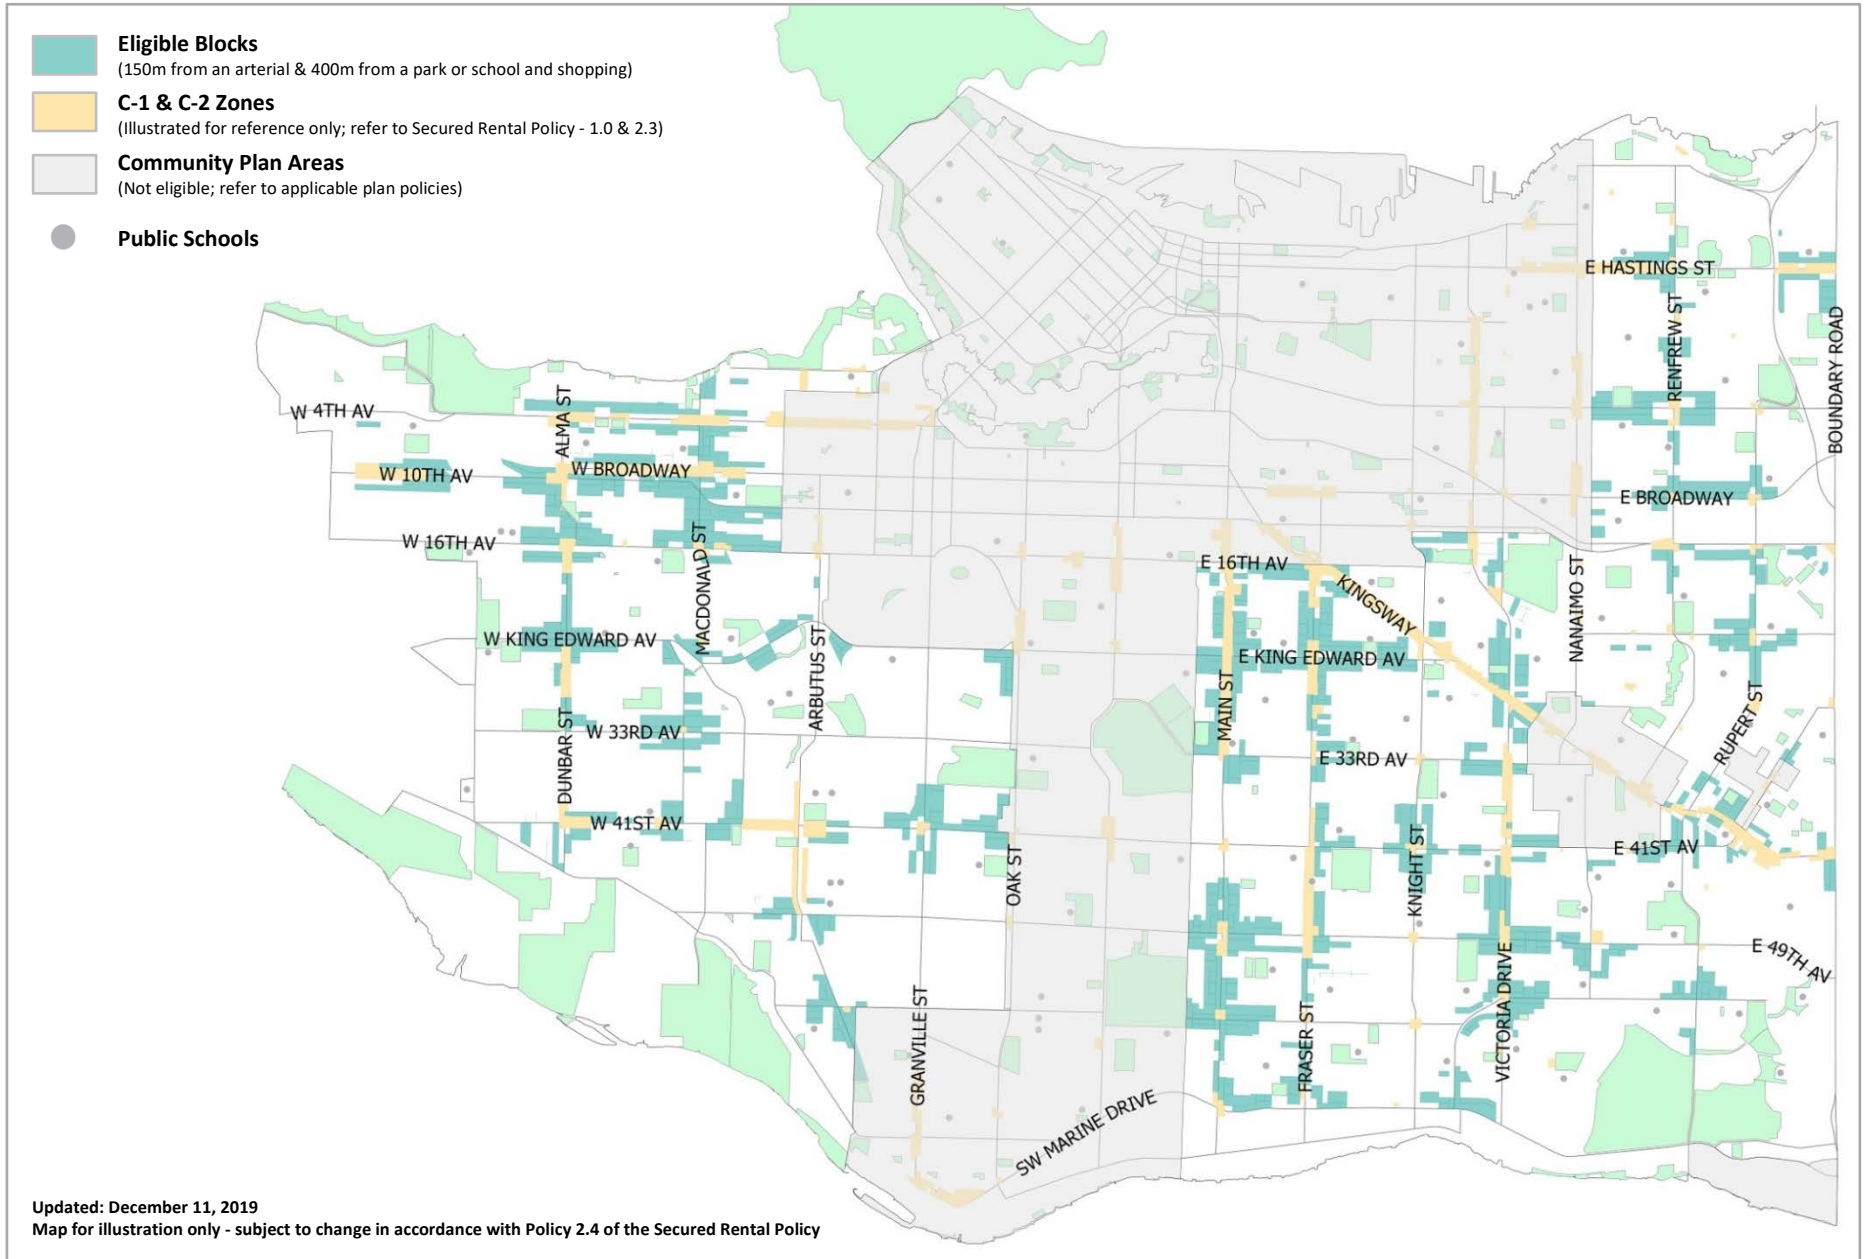 Eligible Blocks
(150m from an arterial & 400m from a park or school and shopping)
C-1 & C-2 Zones
(Illustrated for reference only; refer to Secured Rental Policy - 1.0 & 2.3)
Community Plan Areas
(Not eligible; refer to applicable plan policies)
Public Schools
E HASTINGS ST
RENFREW ST
BOUNDARY ROAD
W 4TH AV
ALMA ST
W BROADWAY
W 10TH AV
E BROADWAY
W 16TH AV
MACDONALD ST
E 16TH AV
KINGSWAY
NANAIMO ST
W KING EDWARD AV
ARBUTUS ST
E KING EDWARD AV
MAIN ST
RUPERT ST
DUNBAR ST
W 33RD AV
E 33RD AV
W 41ST AV
OAK ST
KNIGHT ST
E 41ST AV
E 49TH AV
VICTORIA DRIVE
GRANVILLE ST
FRASER ST
SW MARINE DRIVE
Updated: December 11, 2019
Map for illustration only - subject to change in accordance with Policy 2.4 of the Secured Rental Policy